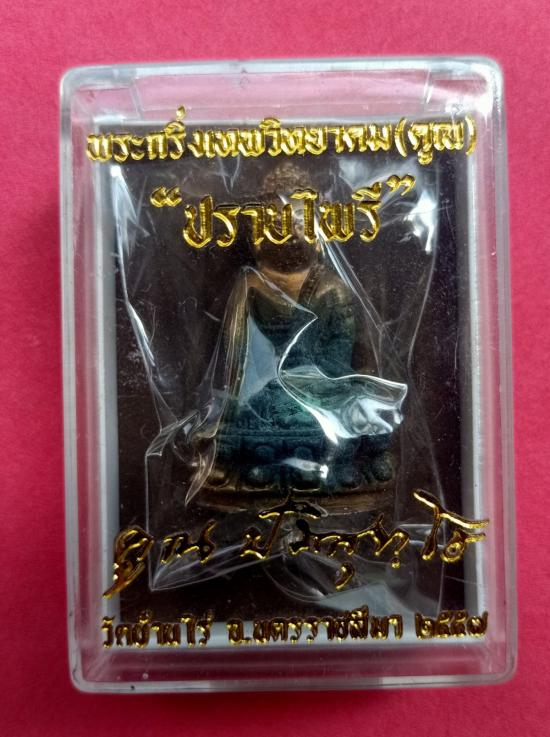 พระกริ่งเทพวิทยาคม(คูณ)
“ปราบไพรี”
คูณ ปริสุทฺโธ
วัดบ้านไร่ จ.นครราชสีมา ๒๕๕๗